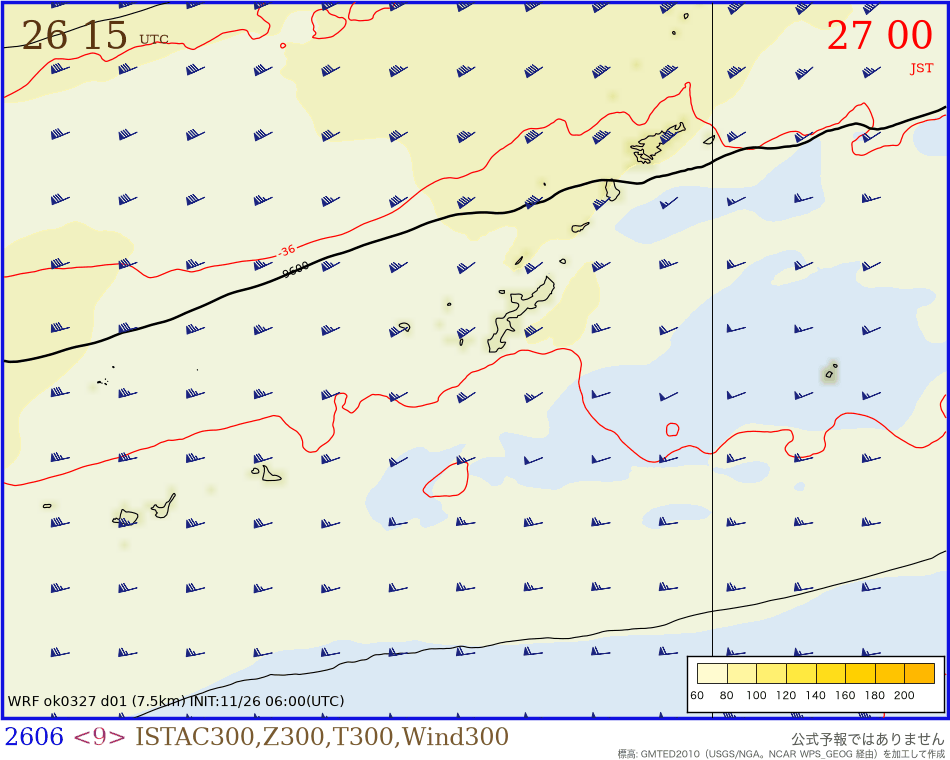 26 15 UTC
27 00
JST
-36
9600
WRF ok0327 d01 (7.5km) INIT:11/26 06:00(UTC)
60 80 100 120 140 160 180 200
2606 <9> ISTAC300,Z300,T300,Wind300
公式予報ではありません
標高: GMTED2010（USGS/NGA。NCAR WPS_GEOG 経由）を加工して作成